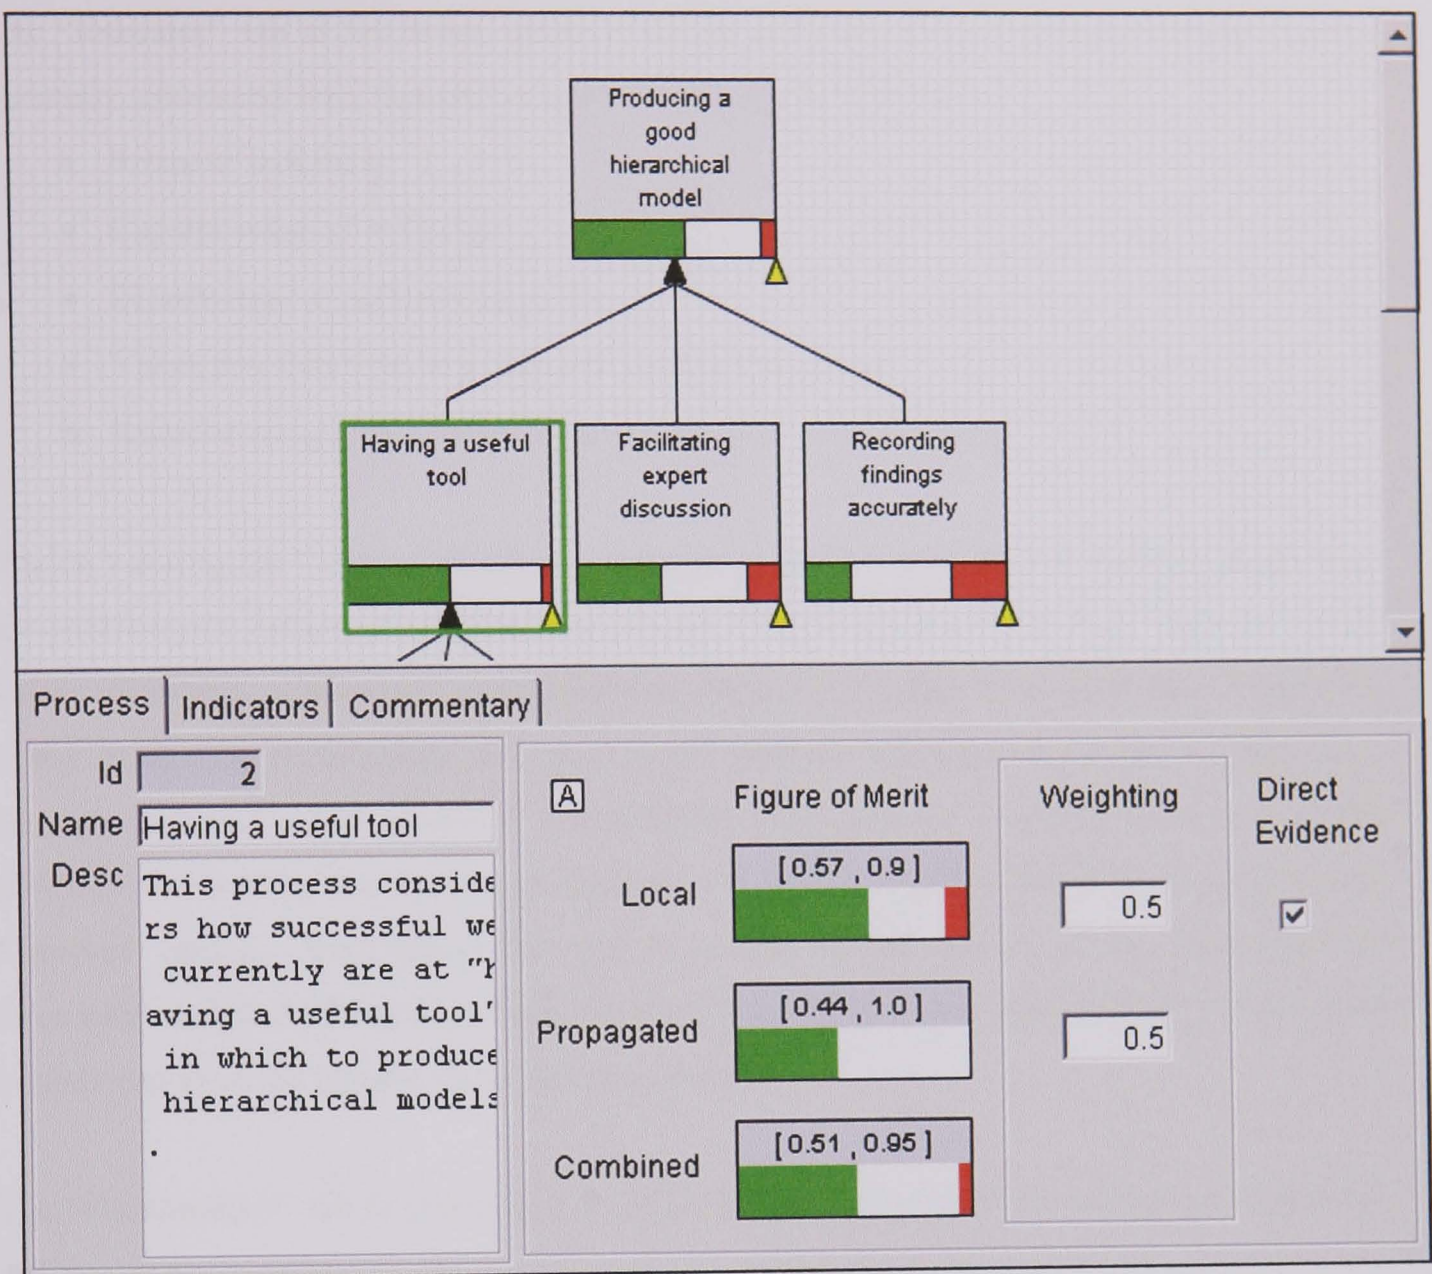 Producing a
good
hierarchical
model
Having a useful
tool
Facilitating
expert
discussion
Recording
findings
accurately
Process
Indicators
Commentary
Id 2
Name Having a useful tool
Desc This process conside
rs how successful we
currently are at "h
aving a useful tool"
in which to produce
hierarchical models
.
A Figure of Merit Weighting Direct
Evidence
Local [0.57 , 0.9] 0.5
Propagated [0.44 , 1.0] 0.5
Combined [0.51 , 0.95]